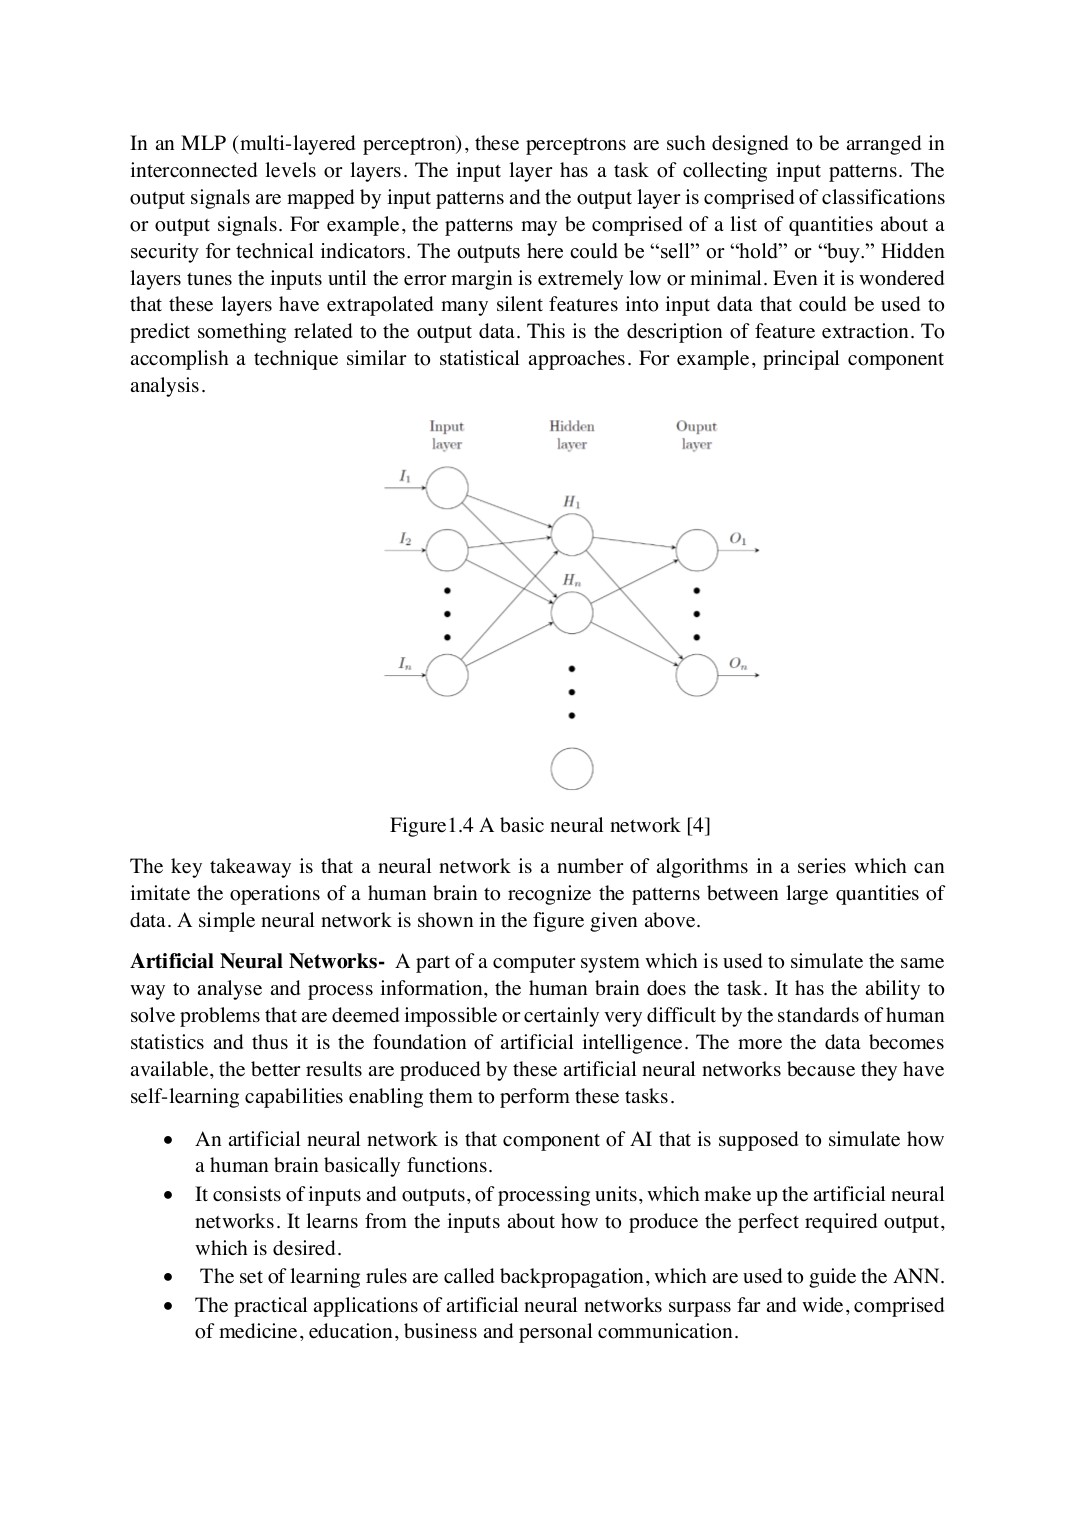 In an MLP (multi-layered perceptron), these perceptrons are such designed to be arranged in
interconnected levels or layers. The input layer has a task of collecting input patterns. The
output signals are mapped by input patterns and the output layer is comprised of classifications
or output signals. For example, the patterns may be comprised of a list of quantities about a
security for technical indicators. The outputs here could be “sell” or “hold” or “buy.” Hidden
layers tunes the inputs until the error margin is extremely low or minimal. Even it is wondered
that these layers have extrapolated many silent features into input data that could be used to
predict something related to the output data. This is the description of feature extraction. To
accomplish a technique similar to statistical approaches. For example, principal component
analysis.
Input
layer
Hidden
layer
Ouput
layer
I1
H1
I2
O1
Hn
In
On
Figure1.4 A basic neural network [4]
The key takeaway is that a neural network is a number of algorithms in a series which can
imitate the operations of a human brain to recognize the patterns between large quantities of
data. A simple neural network is shown in the figure given above.
Artificial Neural Networks- A part of a computer system which is used to simulate the same
way to analyse and process information, the human brain does the task. It has the ability to
solve problems that are deemed impossible or certainly very difficult by the standards of human
statistics and thus it is the foundation of artificial intelligence. The more the data becomes
available, the better results are produced by these artificial neural networks because they have
self-learning capabilities enabling them to perform these tasks.
• An artificial neural network is that component of AI that is supposed to simulate how
a human brain basically functions.
• It consists of inputs and outputs, of processing units, which make up the artificial neural
networks. It learns from the inputs about how to produce the perfect required output,
which is desired.
• The set of learning rules are called backpropagation, which are used to guide the ANN.
• The practical applications of artificial neural networks surpass far and wide, comprised
of medicine, education, business and personal communication.